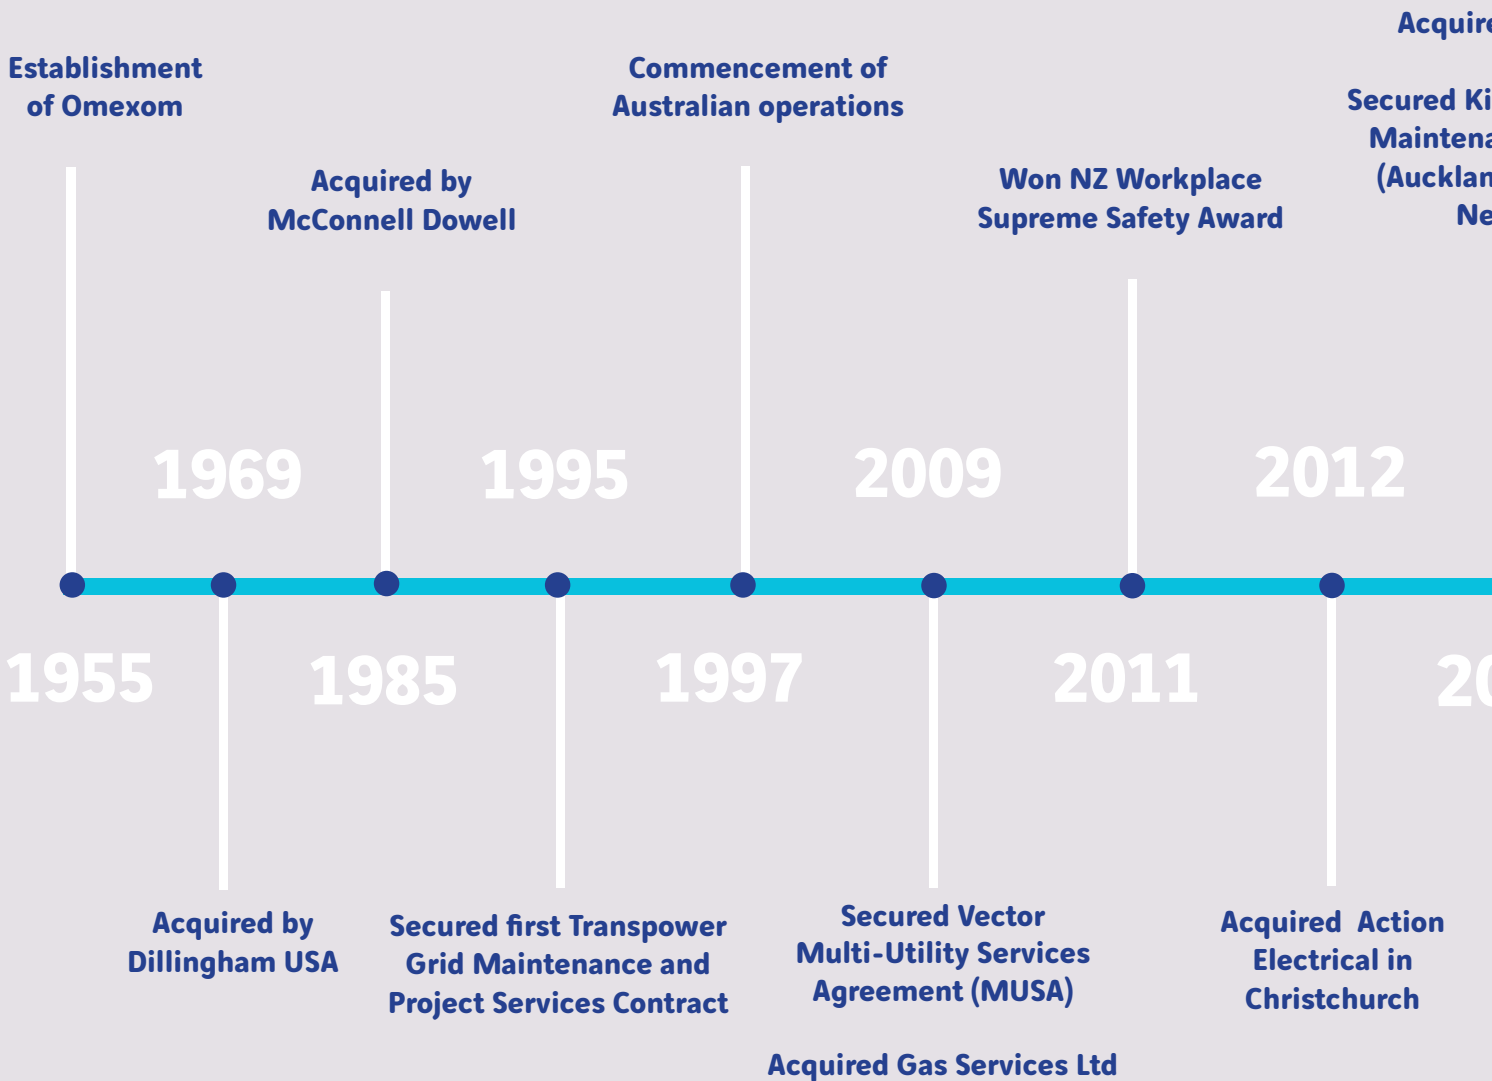 Establishment
of Omexom
1955
1969
Acquired by
Dillingham USA
Acquired by
McConnell Dowell
1985
1995
Secured first Transpower
Grid Maintenance and
Project Services Contract
Commencement of
Australian operations
1997
2009
Secured Vector
Multi-Utility Services
Agreement (MUSA)
Acquired Gas Services Ltd
Won NZ Workplace
Supreme Safety Award
2011
2012
Acquired  Action
Electrical in
Christchurch
Secured